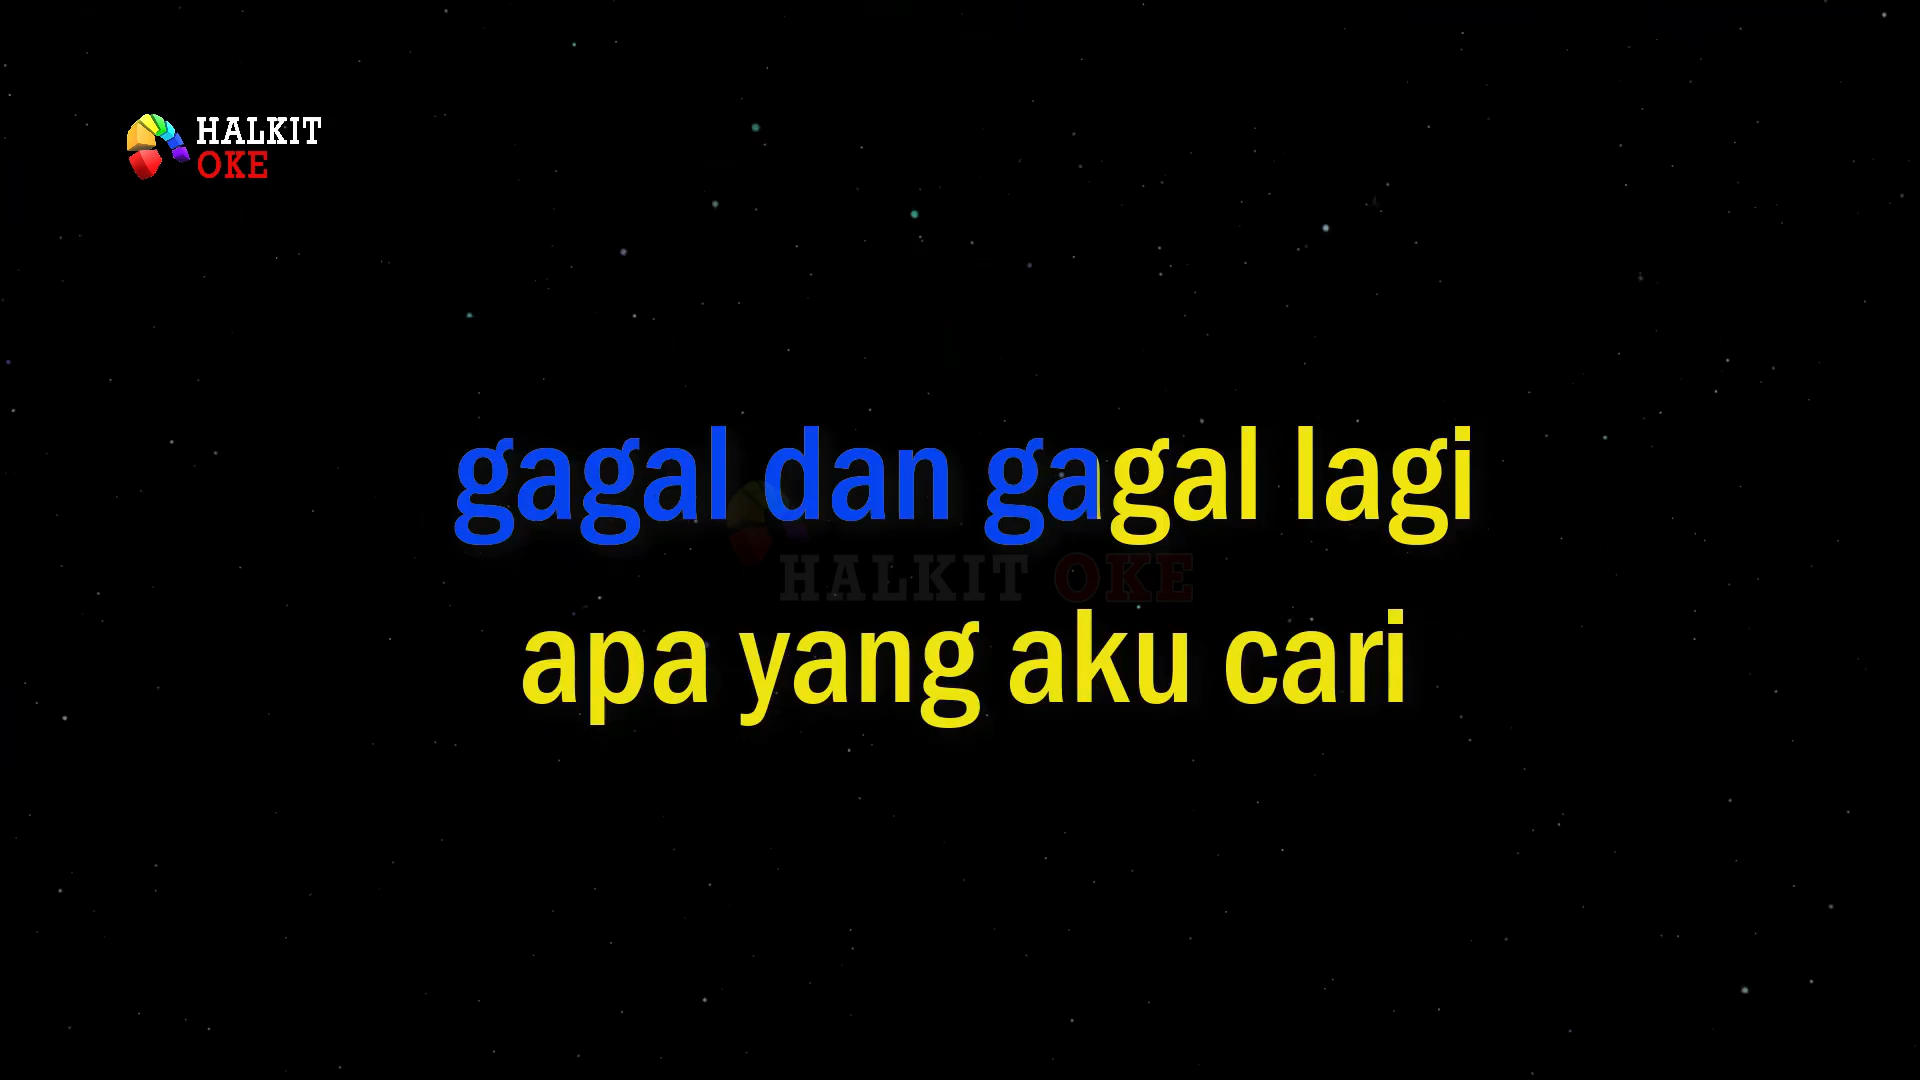 HALKIT
OKE
gagal dan gagal lagi
HALKIT OKE
apa yang aku cari